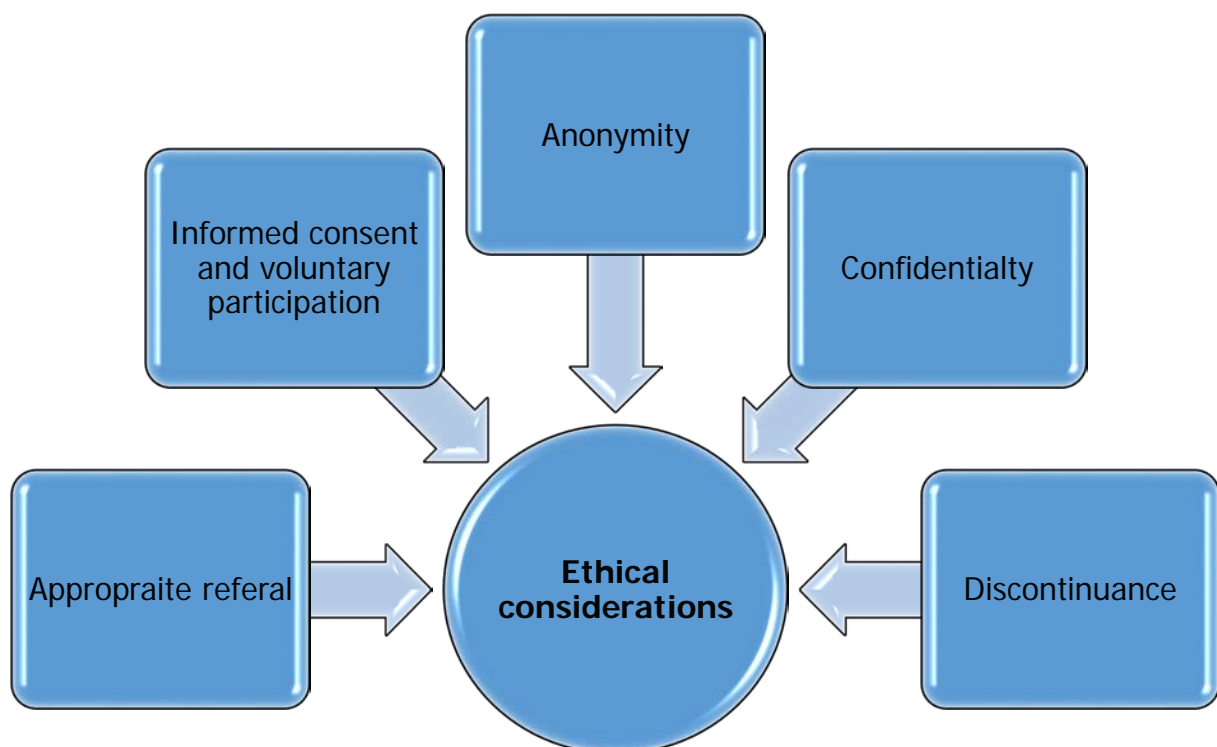 Anonymity
Informed consent
and voluntary
participation
Confidentialty
Appropraite referal
Ethical
considerations
Discontinuance